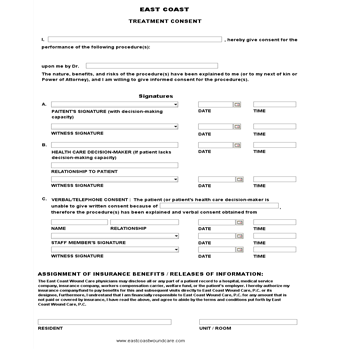 EAST COAST
TREATMENT CONSENT
I. , hereby give consent for the
performance of the following procedure(s):
upon me by Dr.
The nature, benefits, and risks of the procedure(s) have been explained to me (or to my next of kin or
Power of Attorney), and I am willing to give informed consent for the procedure(s).
Signatures
A.
PAITENT'S SIGNATURE (with decision-making
capacity)
DATE TIME
WITNESS SIGNATURE DATE TIME
B.
HEALTH CARE DECISION-MAKER (if patient lacks
decision-making capacity)
DATE TIME
RELATIONSHIP TO PATIENT
WITNESS SIGNATURE DATE TIME
C. VERBAL/TELEPHONE CONSENT : The patient (or patient's health care decision-maker is
unable to give written consent because of ,
therefore the procedure(s) has been explained and verbal consent obtained from
NAME RELATIONSHIP DATE TIME
STAFF MEMBER'S SIGNATURE DATE TIME
WITNESS SIGNATURE DATE TIME
ASSIGNMENT OF INSURANCE BENEFITS / RELEASES OF INFORMATION:
The East Coast Wound Care physicians may disclose all or any part of a patient record to a hospital, medical service
company, insurance company, workers compensation carrier, welfare fund, or the patient's employer. I hereby authorize my
insurance company/fund to pay benefits for this and subsequent visits directly to East Coast Wound Care, P.C. or its
designee, furthermore, I understand that I am financially responsible to East Coast Wound Care, P.C. for any amount that is
not paid or covered by insurance, I have read the above, and agree to abide by the terms and conditions put forth by East
Coast Wound Care, P.C.
RESIDENT UNIT / ROOM
www.eastcoastwoundcare.com